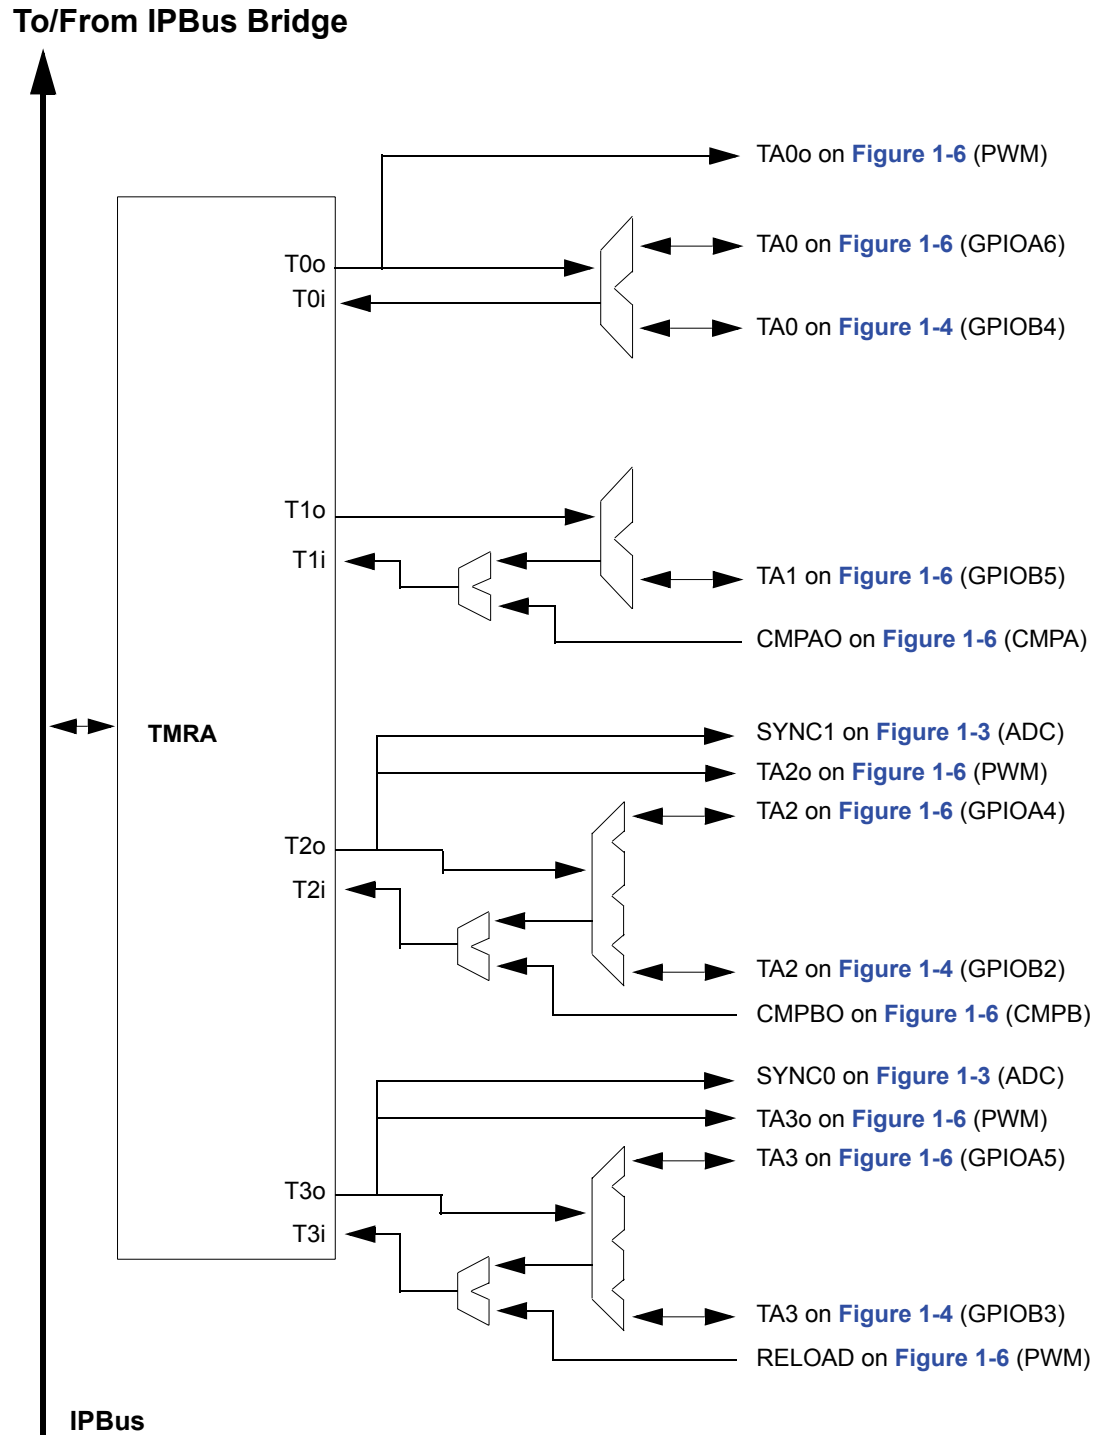 To/From IPBus Bridge
TA0o on Figure 1-6 (PWM)
TA0 on Figure 1-6 (GPIOA6)
T0o
T0i
TA0 on Figure 1-4 (GPIOB4)
T1o
T1i
TA1 on Figure 1-6 (GPIOB5)
CMPAO on Figure 1-6 (CMPA)
TMRA
SYNC1 on Figure 1-3 (ADC)
TA2o on Figure 1-6 (PWM)
TA2 on Figure 1-6 (GPIOA4)
T2o
T2i
TA2 on Figure 1-4 (GPIOB2)
CMPBO on Figure 1-6 (CMPB)
SYNC0 on Figure 1-3 (ADC)
TA3o on Figure 1-6 (PWM)
TA3 on Figure 1-6 (GPIOA5)
T3o
T3i
TA3 on Figure 1-4 (GPIOB3)
RELOAD on Figure 1-6 (PWM)
IPBus